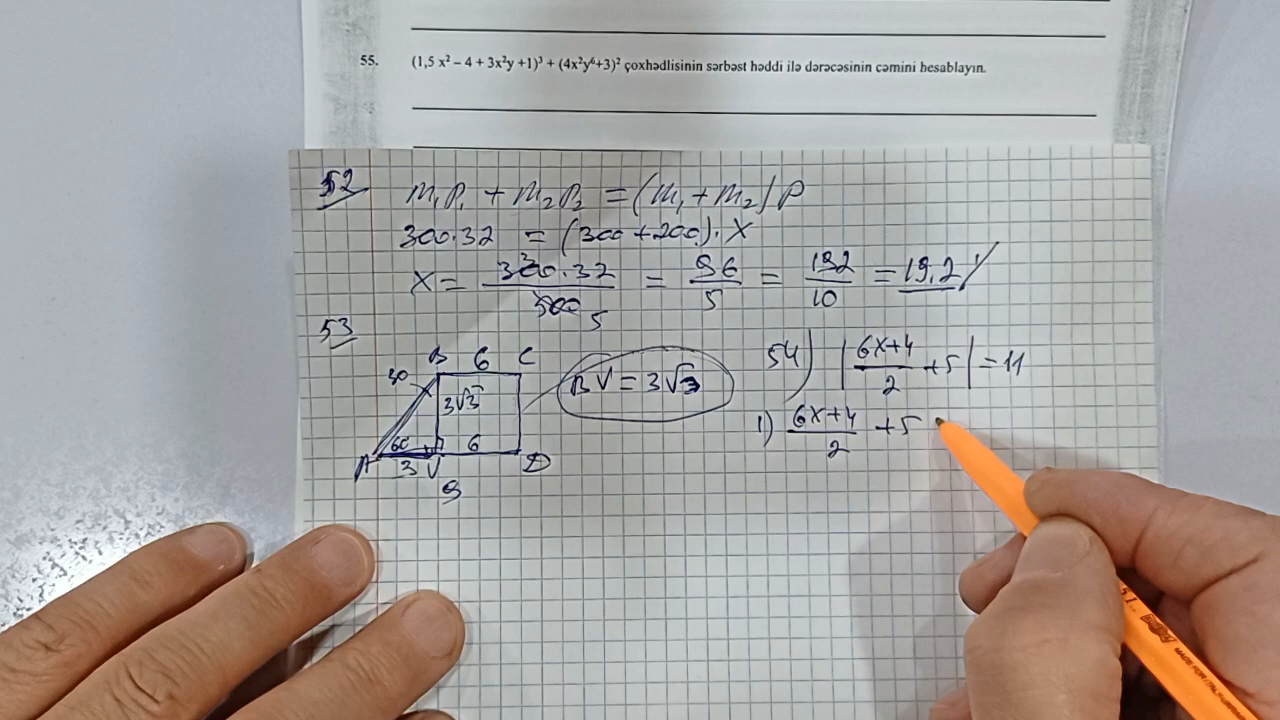 55. (1,5 x² – 4 + 3x²y +1)³ + (4x²y⁶+3)² çoxhədlisinin sərbəst həddi ilə dərəcəsinin cəmini hesablayın.
52 m₁P₁ + m₂P₂ = (m₁ + m₂) P
300·32 = (300 + 200)· X
X = 300·32 / 500 = 96/5 = 192/10 = 19,2 %
3
5
53
54) |(6x+4)/2 + 5| = 11
B 6 C
30
3√3
BV = 3√3
1) (6x+4)/2 + 5
60 6
A 3 V D
9